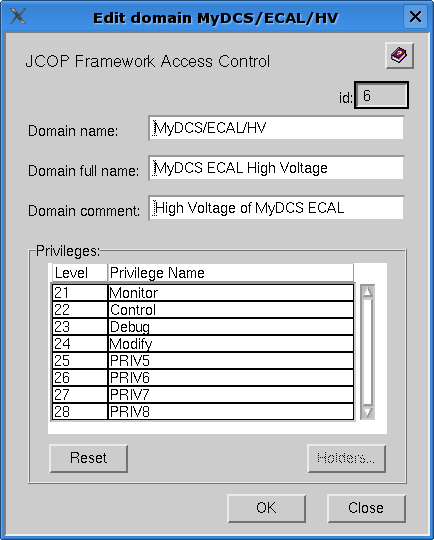 Edit domain MyDCS/ECAL/HV
JCOP Framework Access Control
id: 6
Domain name: MyDCS/ECAL/HV
Domain full name: MyDCS ECAL High Voltage
Domain comment: High Voltage of MyDCS ECAL
Privileges:
Level Privilege Name
21 Monitor
22 Control
23 Debug
24 Modify
25 PRIV5
26 PRIV6
27 PRIV7
28 PRIV8
Reset Holders...
OK Close